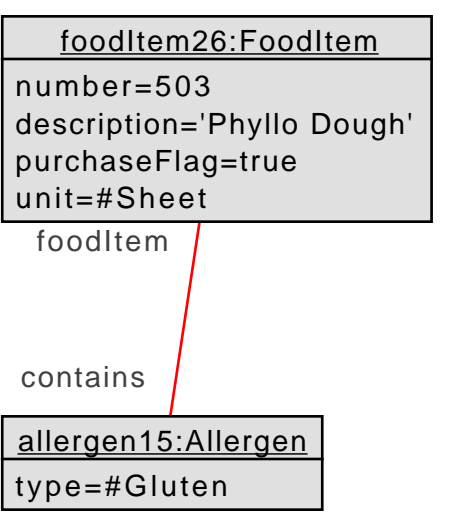 foodItem26:FoodItem
number=503
description='Phyllo Dough'
purchaseFlag=true
unit=#Sheet
foodItem
contains
allergen15:Allergen
type=#Gluten